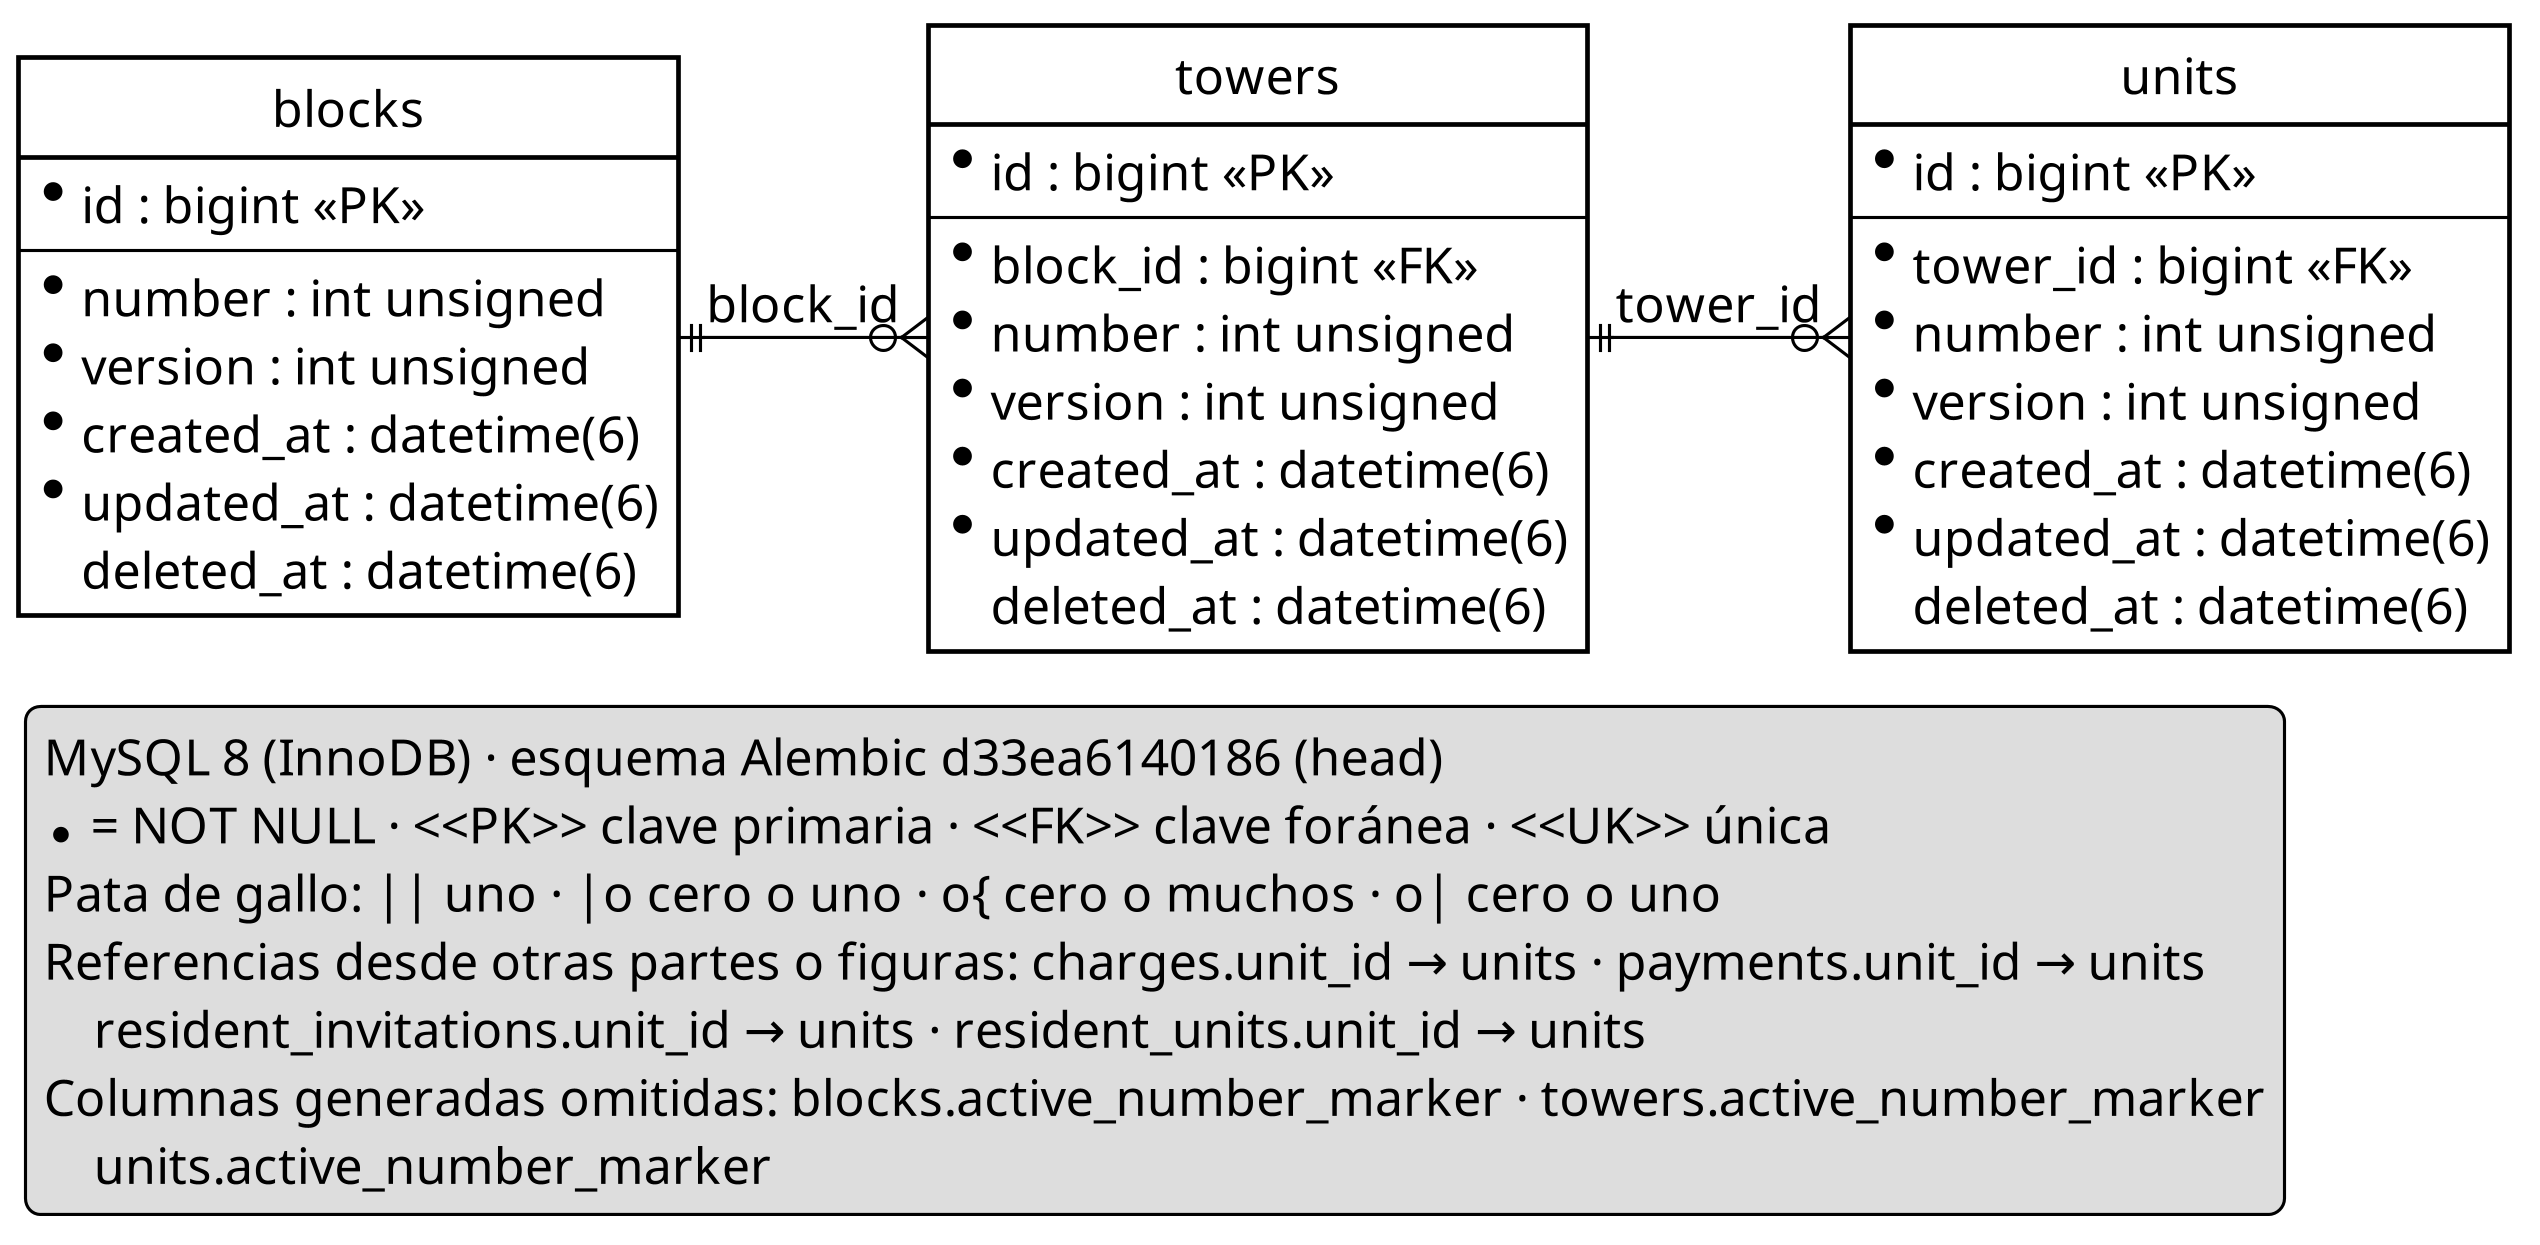 blocks
• id : bigint «PK»
• number : int unsigned
• version : int unsigned
• created_at : datetime(6)
• updated_at : datetime(6)
deleted_at : datetime(6)
block_id
towers
• id : bigint «PK»
• block_id : bigint «FK»
• number : int unsigned
• version : int unsigned
• created_at : datetime(6)
• updated_at : datetime(6)
deleted_at : datetime(6)
tower_id
units
• id : bigint «PK»
• tower_id : bigint «FK»
• number : int unsigned
• version : int unsigned
• created_at : datetime(6)
• updated_at : datetime(6)
deleted_at : datetime(6)
MySQL 8 (InnoDB) · esquema Alembic d33ea6140186 (head)
• = NOT NULL · <<PK>> clave primaria · <<FK>> clave foránea · <<UK>> única
Pata de gallo: || uno · |o cero o uno · o{ cero o muchos · o| cero o uno
Referencias desde otras partes o figuras: charges.unit_id → units · payments.unit_id → units
resident_invitations.unit_id → units · resident_units.unit_id → units
Columnas generadas omitidas: blocks.active_number_marker · towers.active_number_marker
units.active_number_marker